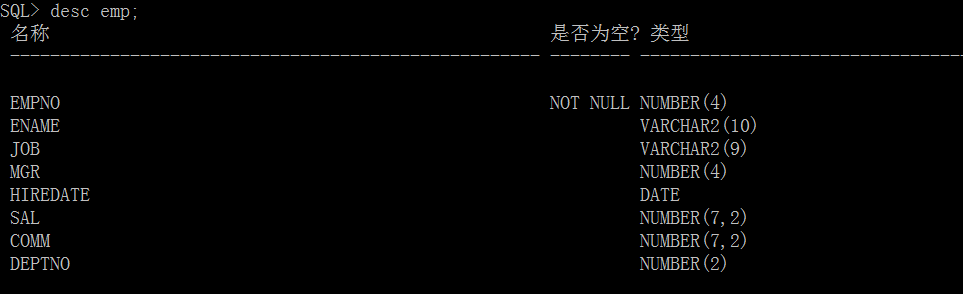 SQL> desc emp;
名称 是否为空? 类型
----------------------------------------------------- -------- ---------------------------------
EMPNO NOT NULL NUMBER(4)
ENAME VARCHAR2(10)
JOB VARCHAR2(9)
MGR NUMBER(4)
HIREDATE DATE
SAL NUMBER(7,2)
COMM NUMBER(7,2)
DEPTNO NUMBER(2)